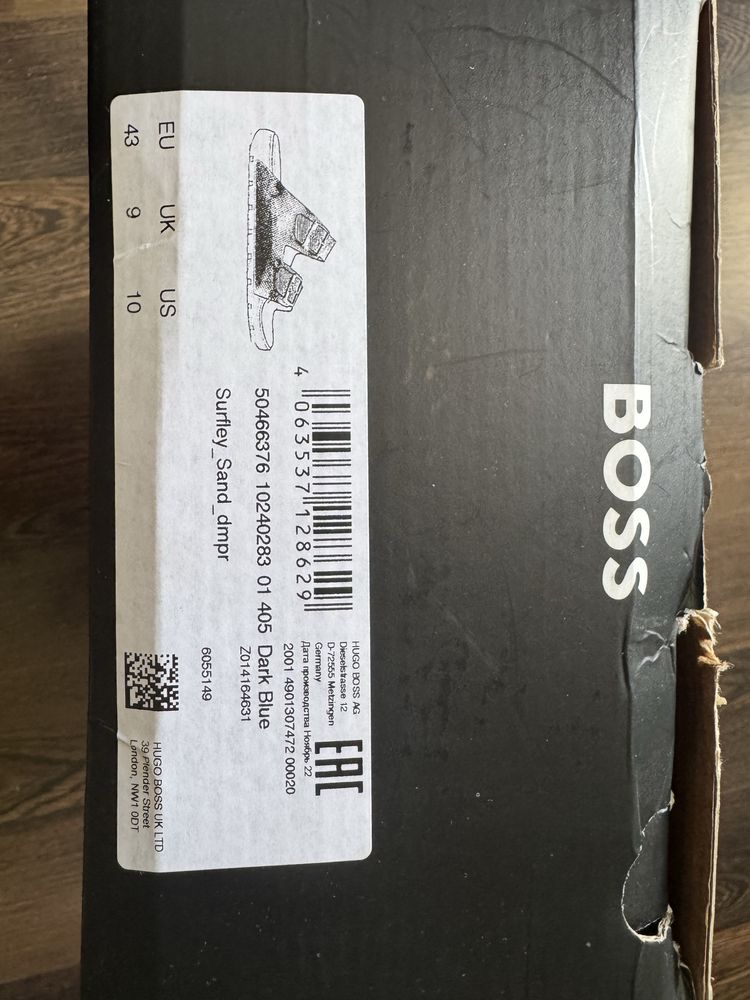 BOSS
4 063537 128629
50466376 10240283 01 405 Dark Blue
Surfley_Sand_dmpr
EU UK US
43 9 10
HUGO BOSS AG
Dieselstrasse 12
D-72555 Metzingen
Germany
Дата производства Ноябрь 22
EAC
2001 4901307472 00020
Z014164631
6055149
HUGO BOSS UK LTD
39 Plender Street
London, NW1 0DT